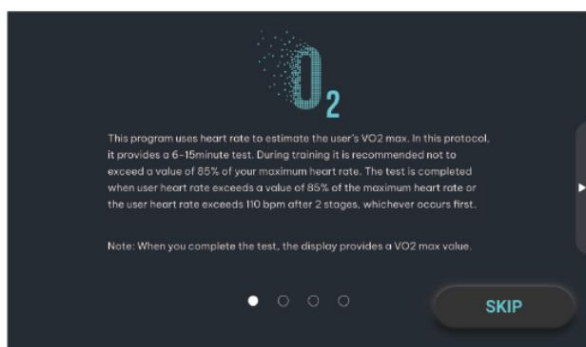 O2
This program uses heart rate to estimate the user's VO2 max. In this protocol,
it provides a 6-15minute test. During training it is recommended not to
exceed a value of 85% of your maximum heart rate. The test is completed
when user heart rate exceeds a value of 85% of the maximum heart rate or
the user heart rate exceeds 110 bpm after 2 stages, whichever occurs first.
Note: When you complete the test, the display provides a VO2 max value.
SKIP